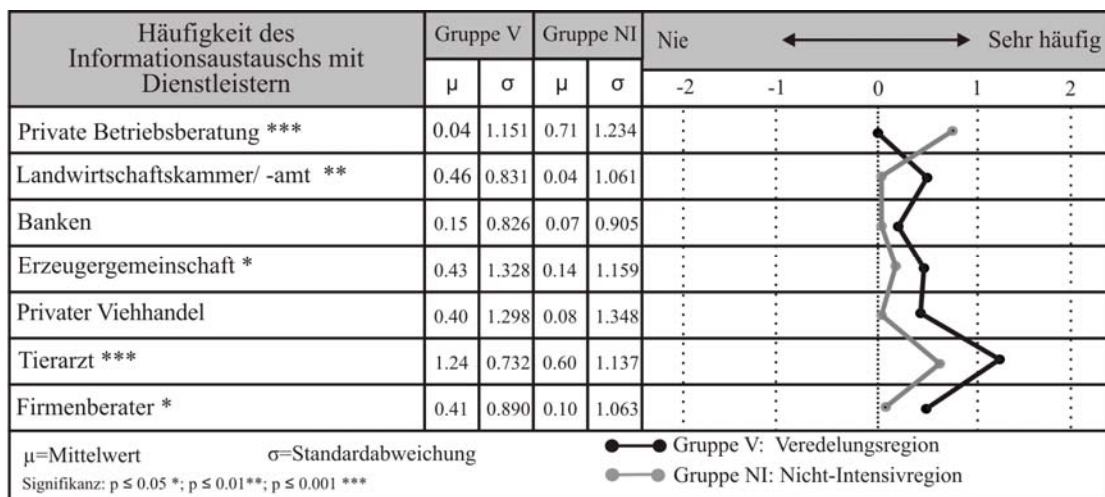 Häufigkeit des
Informationsaustauschs mit
Dienstleistern
Gruppe V Gruppe NI
μ σ μ σ
Nie Sehr häufig
-2 -1 0 1 2
Private Betriebsberatung *** 0.04 1.151 0.71 1.234
Landwirtschaftskammer/ -amt ** 0.46 0.831 0.04 1.061
Banken 0.15 0.826 0.07 0.905
Erzeugergemeinschaft * 0.43 1.328 0.14 1.159
Privater Viehhandel 0.40 1.298 0.08 1.348
Tierarzt *** 1.24 0.732 0.60 1.137
Firmenberater * 0.41 0.890 0.10 1.063
μ=Mittelwert σ=Standardabweichung
Signifikanz: p ≤ 0.05 *; p ≤ 0.01**; p ≤ 0.001 ***
Gruppe V: Veredelungsregion
Gruppe NI: Nicht-Intensivregion